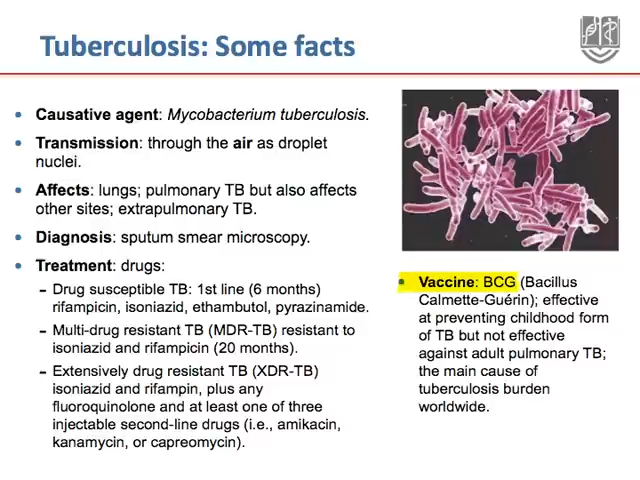 Tuberculosis: Some facts
• Causative agent: Mycobacterium tuberculosis.
• Transmission: through the air as droplet
nuclei.
• Affects: lungs; pulmonary TB but also affects
other sites; extrapulmonary TB.
• Diagnosis: sputum smear microscopy.
• Treatment: drugs:
– Drug susceptible TB: 1st line (6 months)
rifampicin, isoniazid, ethambutol, pyrazinamide.
– Multi-drug resistant TB (MDR-TB) resistant to
isoniazid and rifampicin (20 months).
– Extensively drug resistant TB (XDR-TB)
isoniazid and rifampin, plus any
fluoroquinolone and at least one of three
injectable second-line drugs (i.e., amikacin,
kanamycin, or capreomycin).
• Vaccine: BCG (Bacillus
Calmette-Guérin); effective
at preventing childhood form
of TB but not effective
against adult pulmonary TB;
the main cause of
tuberculosis burden
worldwide.